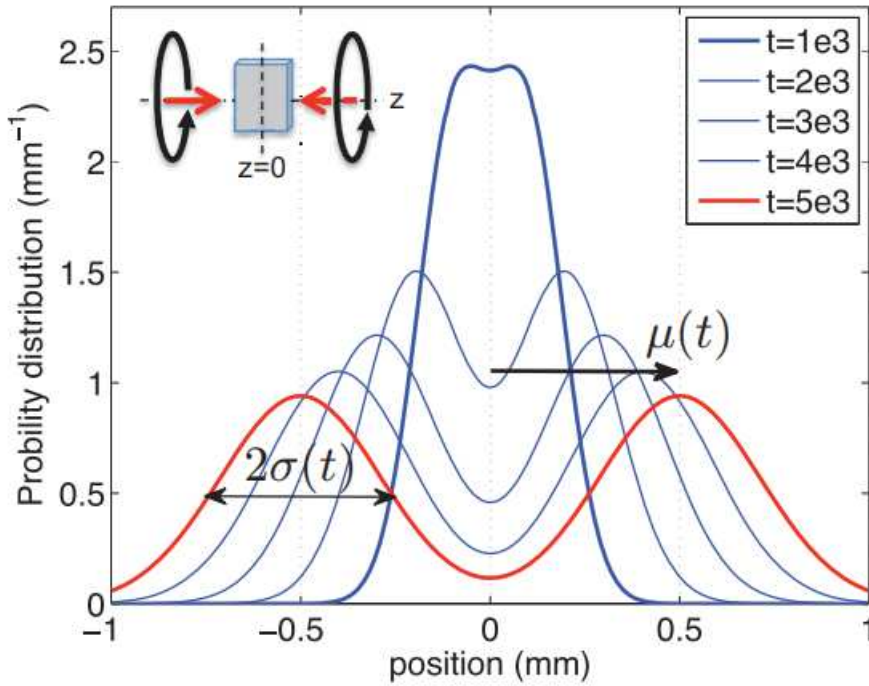 2.5
2
1.5
1
0.5
0
Probility distribution (mm⁻¹)
z
z=0
t=1e3
t=2e3
t=3e3
t=4e3
t=5e3
μ(t)
2σ(t)
−1
−0.5
0
0.5
1
position (mm)